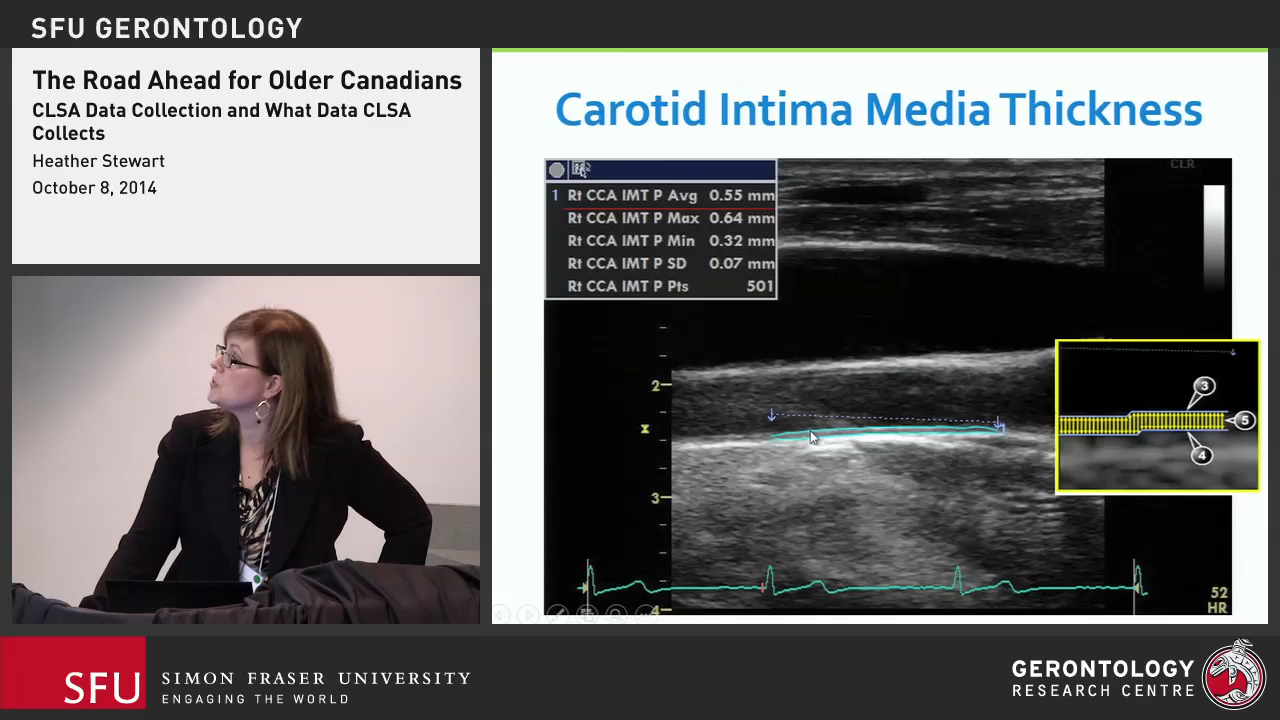 SFU GERONTOLOGY
The Road Ahead for Older Canadians
CLSA Data Collection and What Data CLSA
Collects
Heather Stewart
October 8, 2014
Carotid Intima Media Thickness
CLR
1 Rt CCA IMT P Avg 0.55 mm
Rt CCA IMT P Max 0.64 mm
Rt CCA IMT P Min 0.32 mm
Rt CCA IMT P SD 0.07 mm
Rt CCA IMT P Pts 501
2
3
4
1
3
5
4
52
HR
SFU
SIMON FRASER UNIVERSITY
ENGAGING THE WORLD
GERONTOLOGY
RESEARCH CENTRE